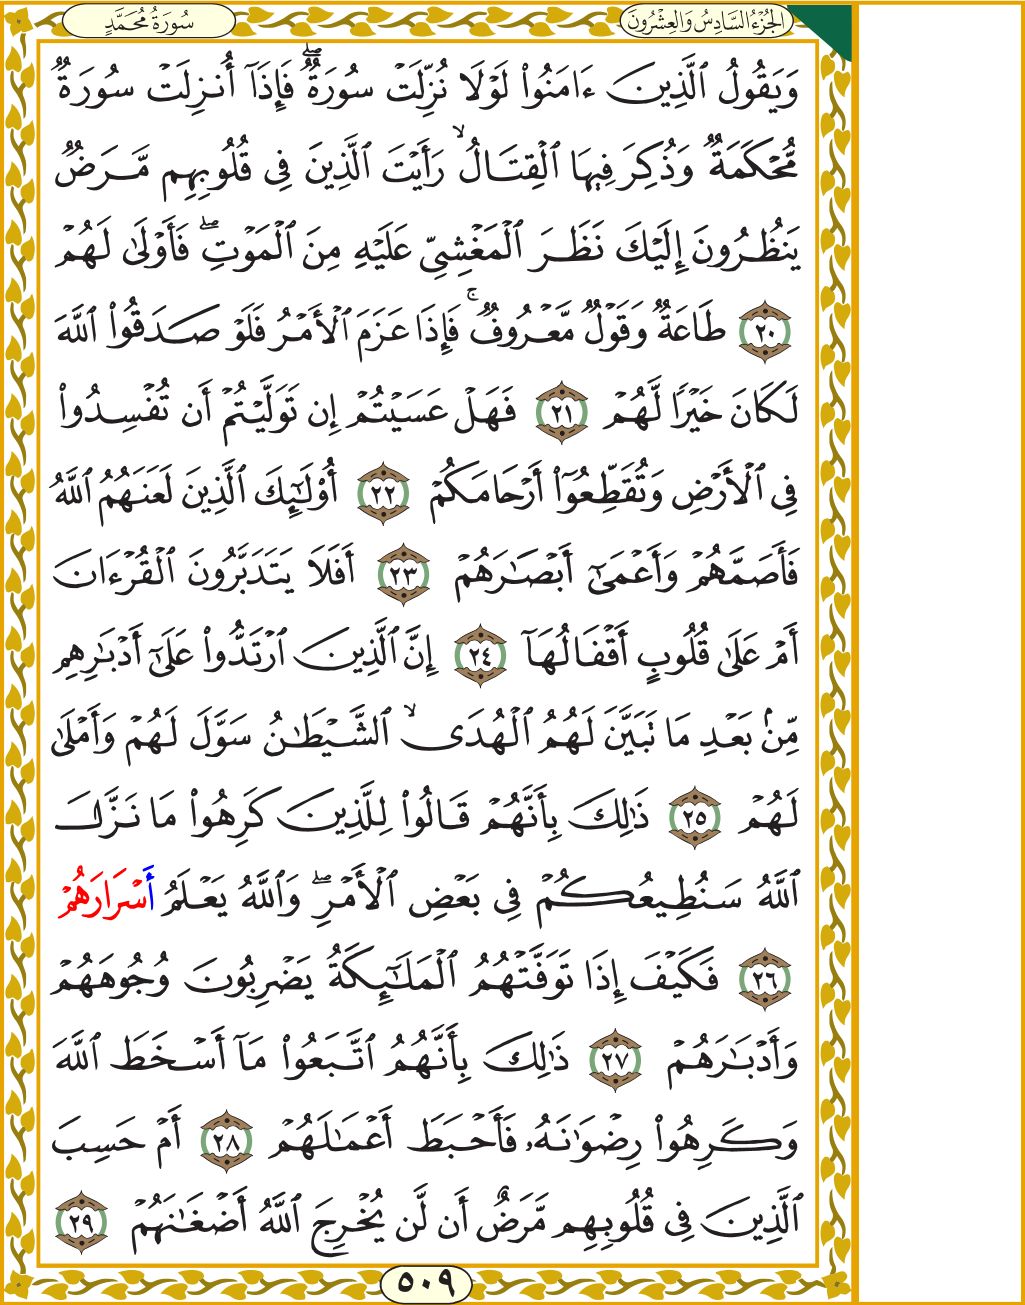 الجُزْءُ السَّادِسُ وَالعِشْرُونَ
سُورَةُ مُحَمَّدٍ
وَيَقُولُ ٱلَّذِينَ ءَامَنُوا۟ لَوْلَا نُزِّلَتْ سُورَةٌۖ فَإِذَآ أُنزِلَتْ سُورَةٌ
مُّحْكَمَةٌ وَذُكِرَ فِيهَا ٱلْقِتَالُۙ رَأَيْتَ ٱلَّذِينَ فِى قُلُوبِهِم مَّرَضٌ
يَنظُرُونَ إِلَيْكَ نَظَرَ ٱلْمَغْشِىِّ عَلَيْهِ مِنَ ٱلْمَوْتِۖ فَأَوْلَىٰ لَهُمْ
٢٠ طَاعَةٌ وَقَوْلٌ مَّعْرُوفٌۚ فَإِذَا عَزَمَ ٱلْأَمْرُ فَلَوْ صَدَقُوا۟ ٱللَّهَ
لَكَانَ خَيْرًا لَّهُمْ ٢١ فَهَلْ عَسَيْتُمْ إِن تَوَلَّيْتُمْ أَن تُفْسِدُوا۟
فِى ٱلْأَرْضِ وَتُقَطِّعُوٓا۟ أَرْحَامَكُمْ ٢٢ أُو۟لَٰٓئِكَ ٱلَّذِينَ لَعَنَهُمُ ٱللَّهُ
فَأَصَمَّهُمْ وَأَعْمَىٰٓ أَبْصَٰرَهُمْ ٢٣ أَفَلَا يَتَدَبَّرُونَ ٱلْقُرْءَانَ
أَمْ عَلَىٰ قُلُوبٍ أَقْفَالُهَآ ٢٤ إِنَّ ٱلَّذِينَ ٱرْتَدُّوا۟ عَلَىٰٓ أَدْبَٰرِهِم
مِّنۢ بَعْدِ مَا تَبَيَّنَ لَهُمُ ٱلْهُدَىۙ ٱلشَّيْطَٰنُ سَوَّلَ لَهُمْ وَأَمْلَىٰ
لَهُمْ ٢٥ ذَٰلِكَ بِأَنَّهُمْ قَالُوا۟ لِلَّذِينَ كَرِهُوا۟ مَا نَزَّلَ
ٱللَّهُ سَنُطِيعُكُمْ فِى بَعْضِ ٱلْأَمْرِۖ وَٱللَّهُ يَعْلَمُ أَسْرَارَهُمْ
٢٦ فَكَيْفَ إِذَا تَوَفَّتْهُمُ ٱلْمَلَٰٓئِكَةُ يَضْرِبُونَ وُجُوهَهُمْ
وَأَدْبَٰرَهُمْ ٢٧ ذَٰلِكَ بِأَنَّهُمُ ٱتَّبَعُوا۟ مَآ أَسْخَطَ ٱللَّهَ
وَكَرِهُوا۟ رِضْوَٰنَهُۥ فَأَحْبَطَ أَعْمَٰلَهُمْ ٢٨ أَمْ حَسِبَ
ٱلَّذِينَ فِى قُلُوبِهِم مَّرَضٌ أَن لَّن يُخْرِجَ ٱللَّهُ أَضْغَٰنَهُمْ ٢٩
٥٠٩